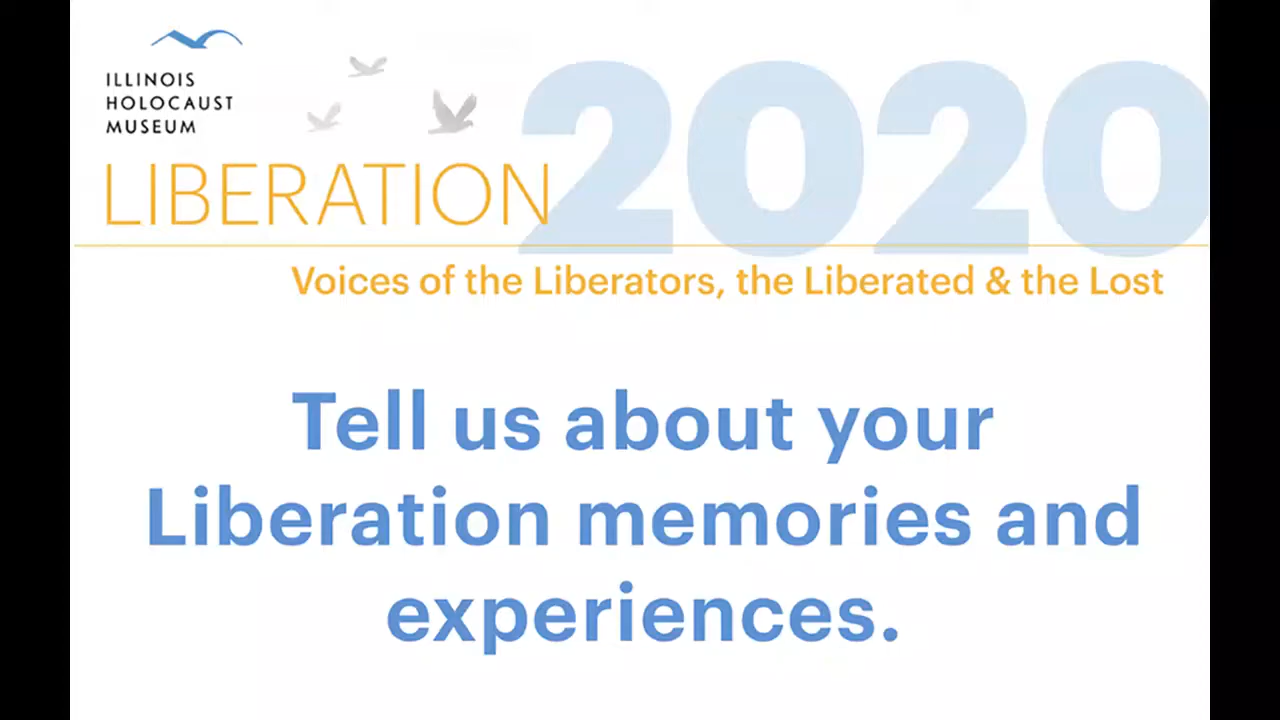 ILLINOIS
HOLOCAUST
MUSEUM
LIBERATION 2020
Voices of the Liberators, the Liberated & the Lost
Tell us about your
Liberation memories and
experiences.